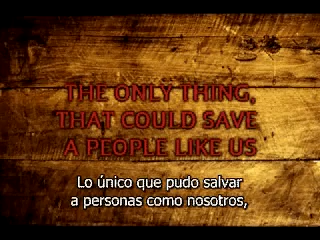 THE ONLY THING,
THAT COULD SAVE
A PEOPLE LIKE US
Lo único que pudo salvar
a personas como nosotros,